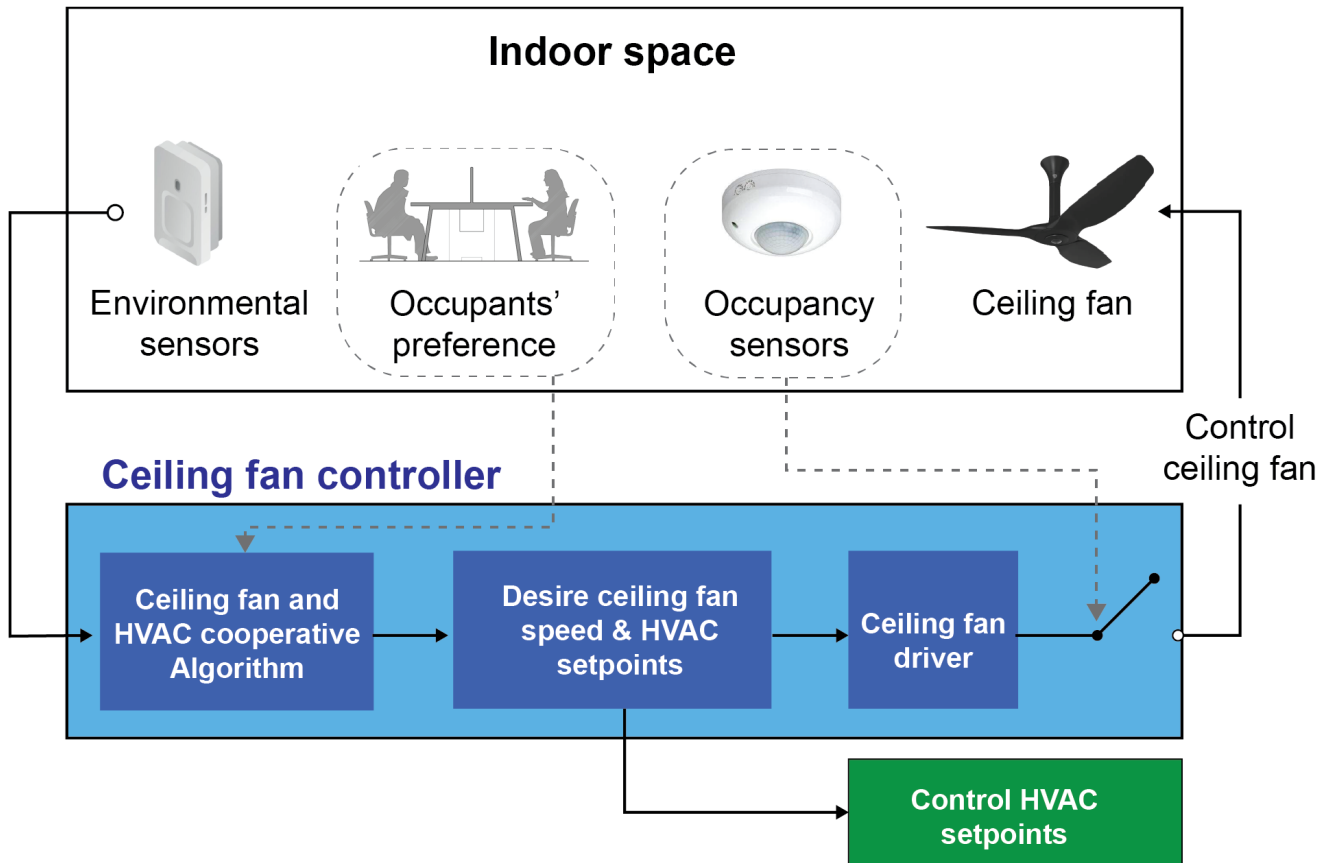 Indoor space
Environmental
sensors
Occupants’
preference
Occupancy
sensors
Ceiling fan
Control
ceiling fan
Ceiling fan controller
Ceiling fan and
HVAC cooperative
Algorithm
Desire ceiling fan
speed & HVAC
setpoints
Ceiling fan
driver
Control HVAC
setpoints